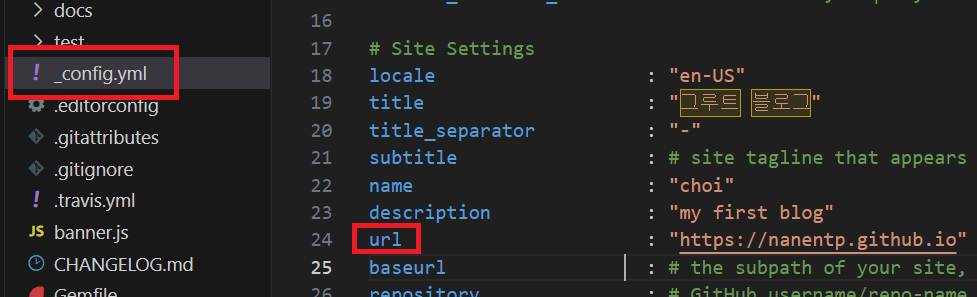 docs
test
! _config.yml
.editorconfig
.gitattributes
.gitignore
! .travis.yml
JS banner.js
CHANGELOG.md
Gemfile
16
17 # Site Settings
18 locale : "en-US"
19 title : "그루트 블로그"
20 title_separator : "-"
21 subtitle : # site tagline that appears
22 name : "choi"
23 description : "my first blog"
24 url : "https://nanentp.github.io"
25 baseurl : # the subpath of your site,
26 repository : # GitHub username/repo-name